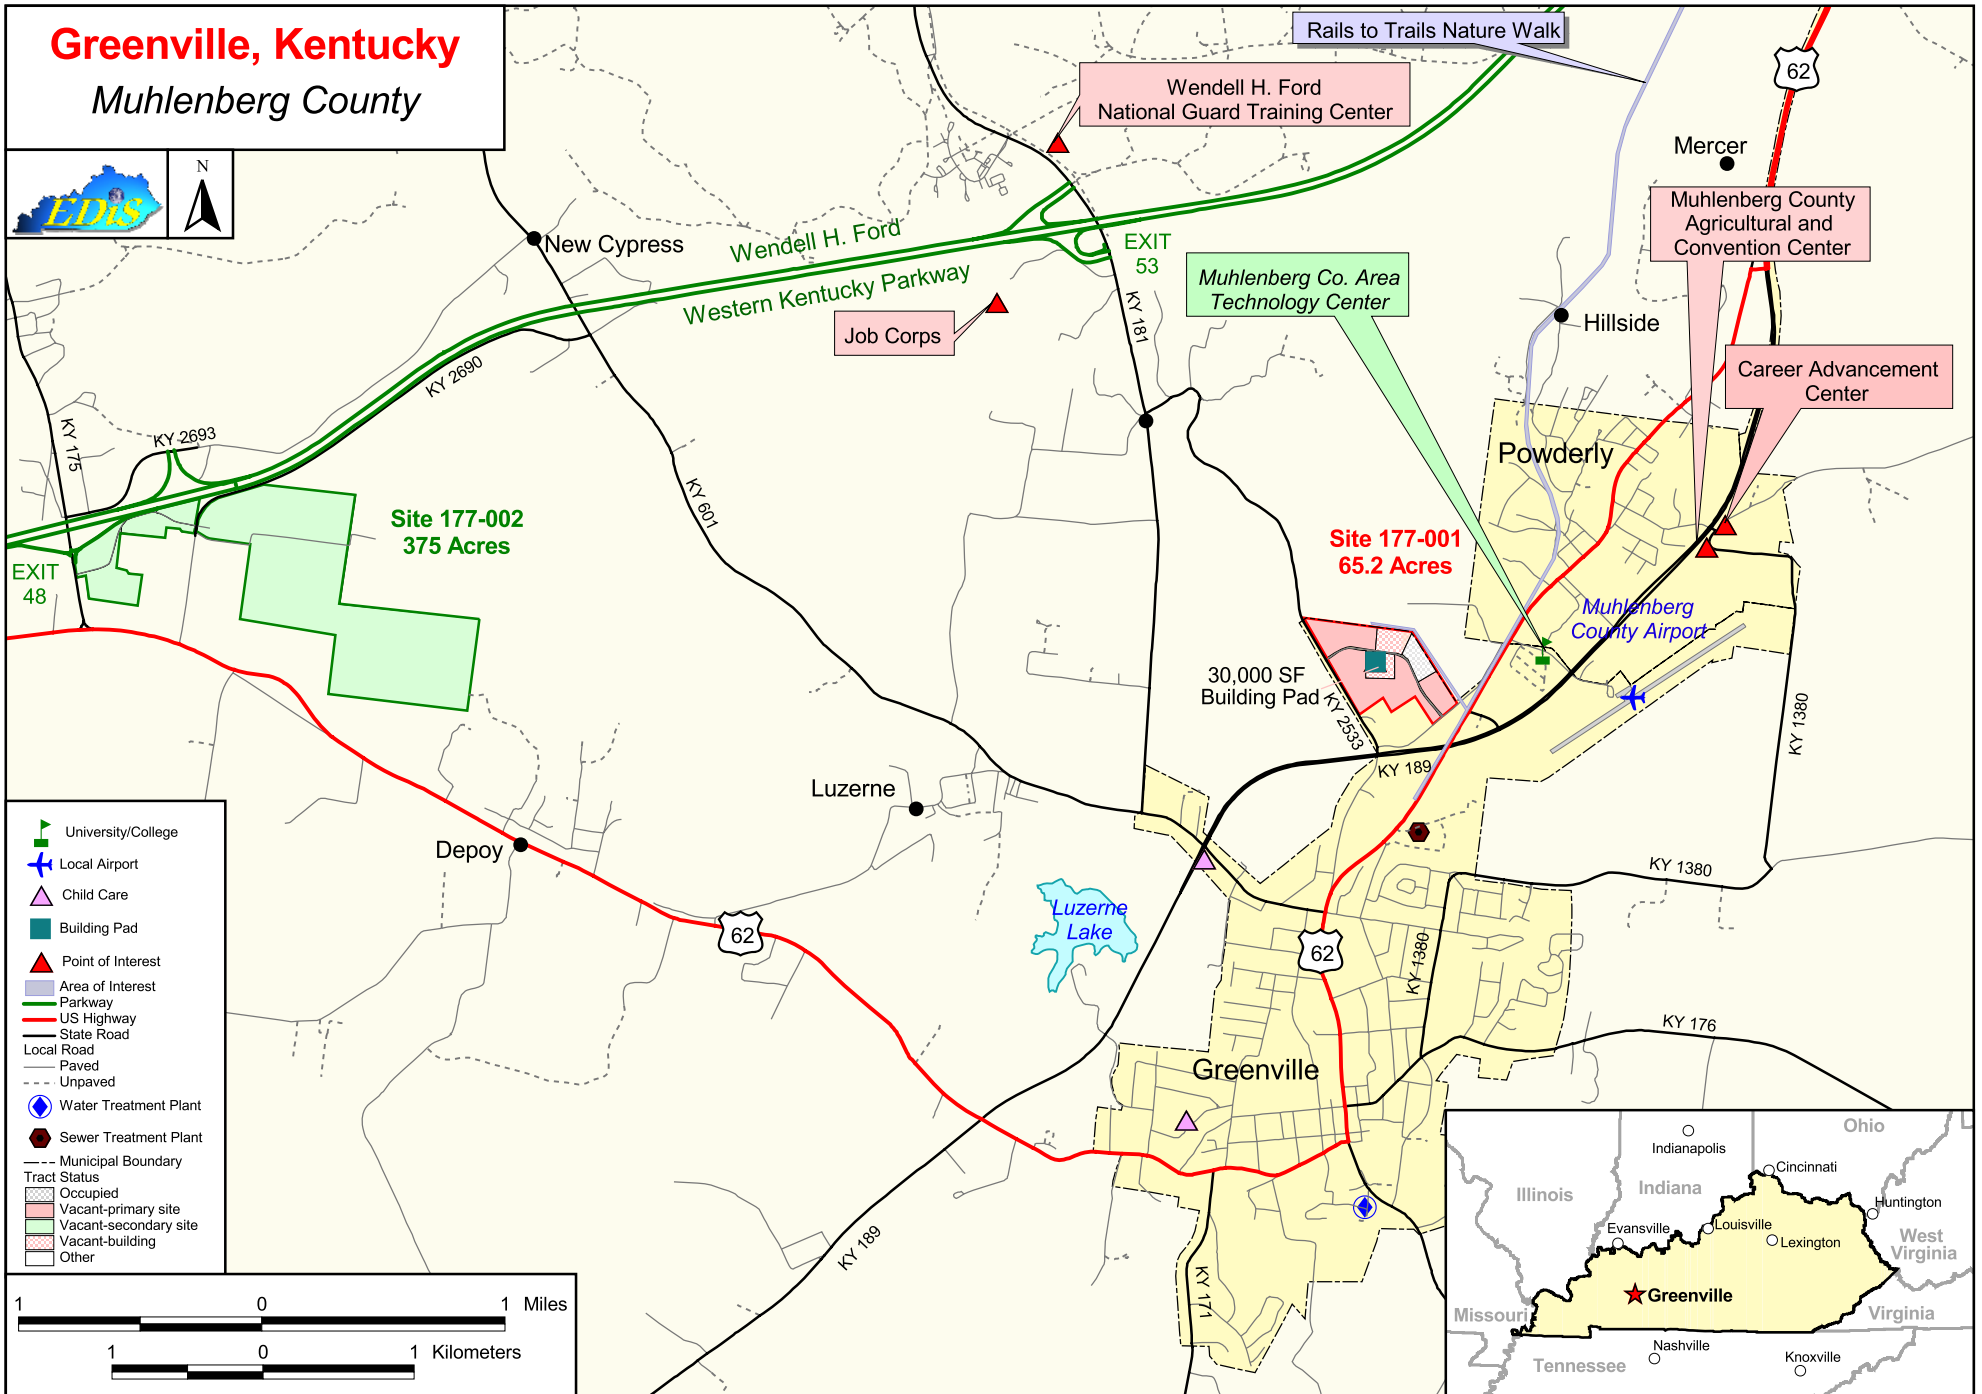 Greenville, Kentucky
Muhlenberg County
EDIS
N
Rails to Trails Nature Walk
62
Wendell H. Ford
National Guard Training Center
Mercer
Muhlenberg County
Agricultural and
Convention Center
New Cypress
Wendell H. Ford
Western Kentucky Parkway
EXIT
53
Muhlenberg Co. Area
Technology Center
Job Corps
KY 181
Hillside
Career Advancement
Center
KY 2690
KY 175
KY 2693
Powderly
KY 601
Site 177-002
375 Acres
Site 177-001
65.2 Acres
EXIT
48
Muhlenberg
County Airport
30,000 SF
Building Pad
KY 2533
KY 1380
KY 189
Luzerne
Depoy
KY 1380
Luzerne
Lake
62
62
KY 1380
KY 176
Greenville
KY 189
KY 171
University/College
Local Airport
Child Care
Building Pad
Point of Interest
Area of Interest
Parkway
US Highway
State Road
Local Road
Paved
Unpaved
Water Treatment Plant
Sewer Treatment Plant
Municipal Boundary
Tract Status
Occupied
Vacant-primary site
Vacant-secondary site
Vacant-building
Other
1 0 1 Miles
1 0 1 Kilometers
Ohio
Indianapolis
Cincinnati
Illinois
Indiana
Huntington
Evansville
Louisville
Lexington
West
Virginia
Greenville
Missouri
Virginia
Nashville
Tennessee
Knoxville